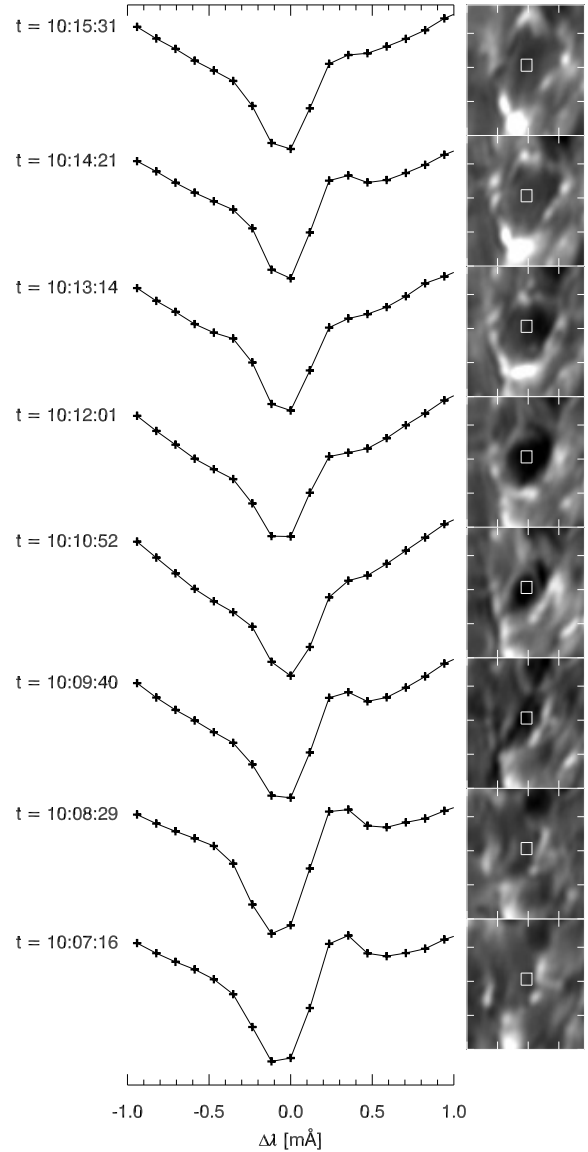 t = 10:15:31
t = 10:14:21
t = 10:13:14
t = 10:12:01
t = 10:10:52
t = 10:09:40
t = 10:08:29
t = 10:07:16
-1.0 -0.5 0.0 0.5 1.0
Δλ [mÅ]